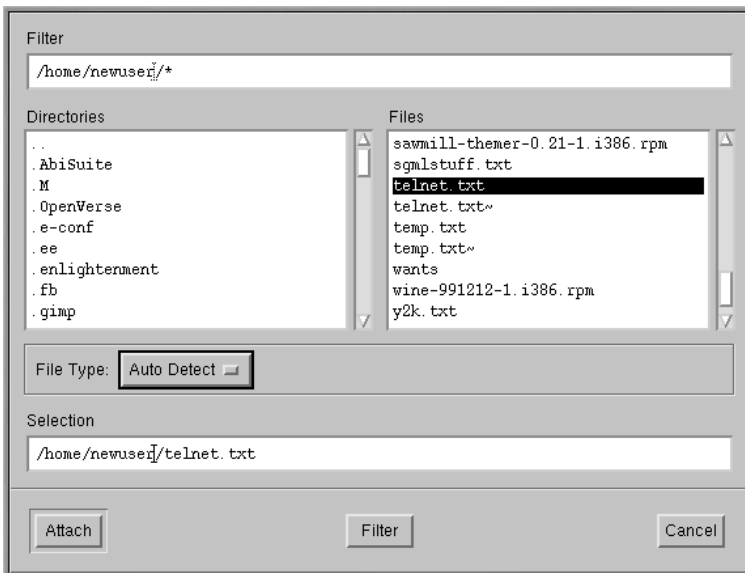 Filter
/home/newuser/*
Directories
..
.AbiSuite
.M
.OpenVerse
.e-conf
.ee
.enlightenment
.fb
.gimp
Files
sawmill-themer-0.21-1.i386.rpm
sgmlstuff.txt
telnet.txt
telnet.txt~
temp.txt
temp.txt~
wants
wine-991212-1.i386.rpm
y2k.txt
File Type: Auto Detect
Selection
/home/newuser/telnet.txt
Attach Filter Cancel